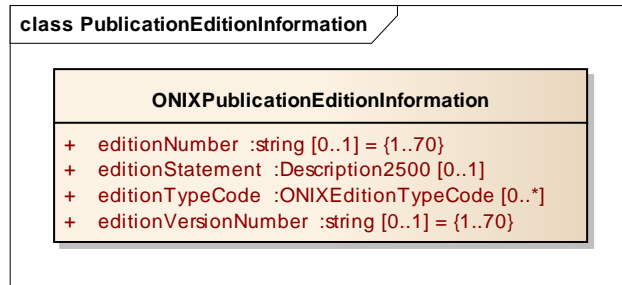 class PublicationEditionInformation
ONIXPublicationEditionInformation
+ editionNumber :string [0..1] = {1..70}
+ editionStatement :Description2500 [0..1]
+ editionTypeCode :ONIXEditionTypeCode [0..*]
+ editionVersionNumber :string [0..1] = {1..70}